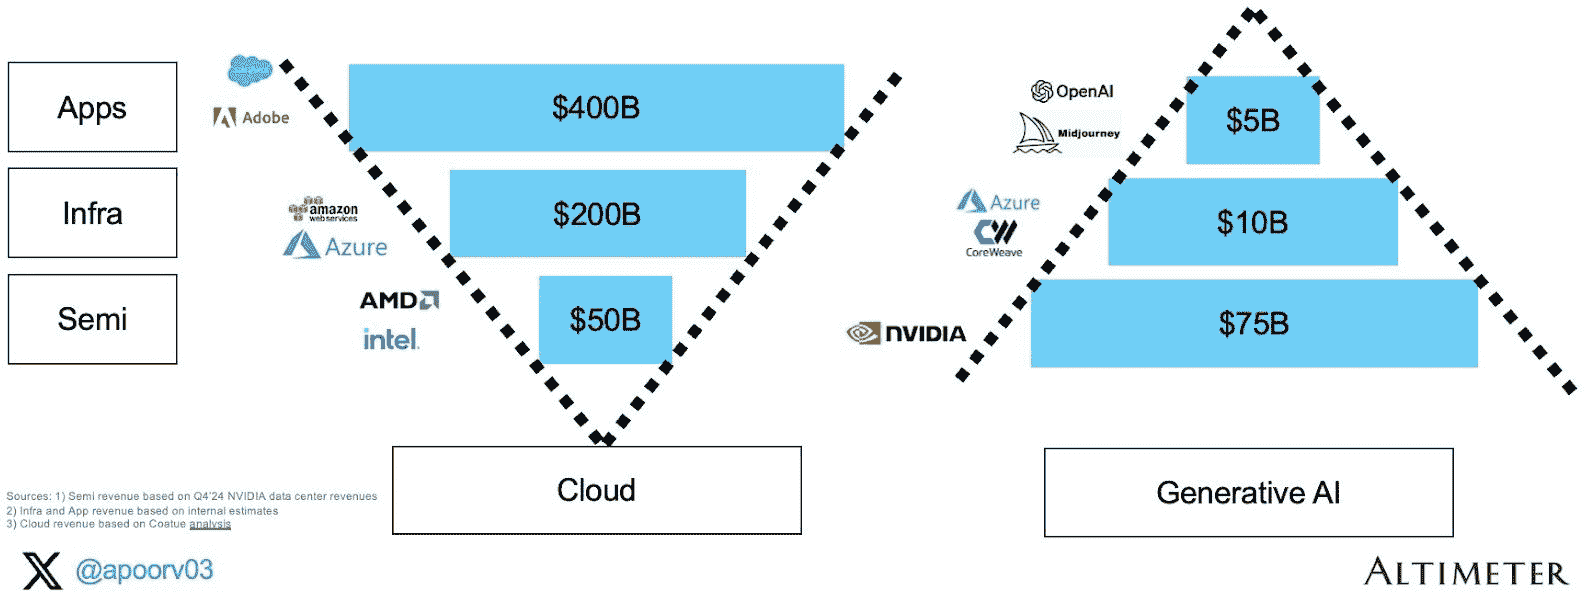 Apps
Adobe
$400B
OpenAI
Midjourney
$5B
Infra
amazon
webservices
Azure
$200B
Azure
CoreWeave
$10B
Semi
AMD
intel.
$50B
NVIDIA
$75B
Cloud
Generative AI
Sources: 1) Semi revenue based on Q4'24 NVIDIA data center revenues
2) Infra and App revenue based on internal estimates
3) Cloud revenue based on Coatue analysis
@apoorv03
ALTIMETER